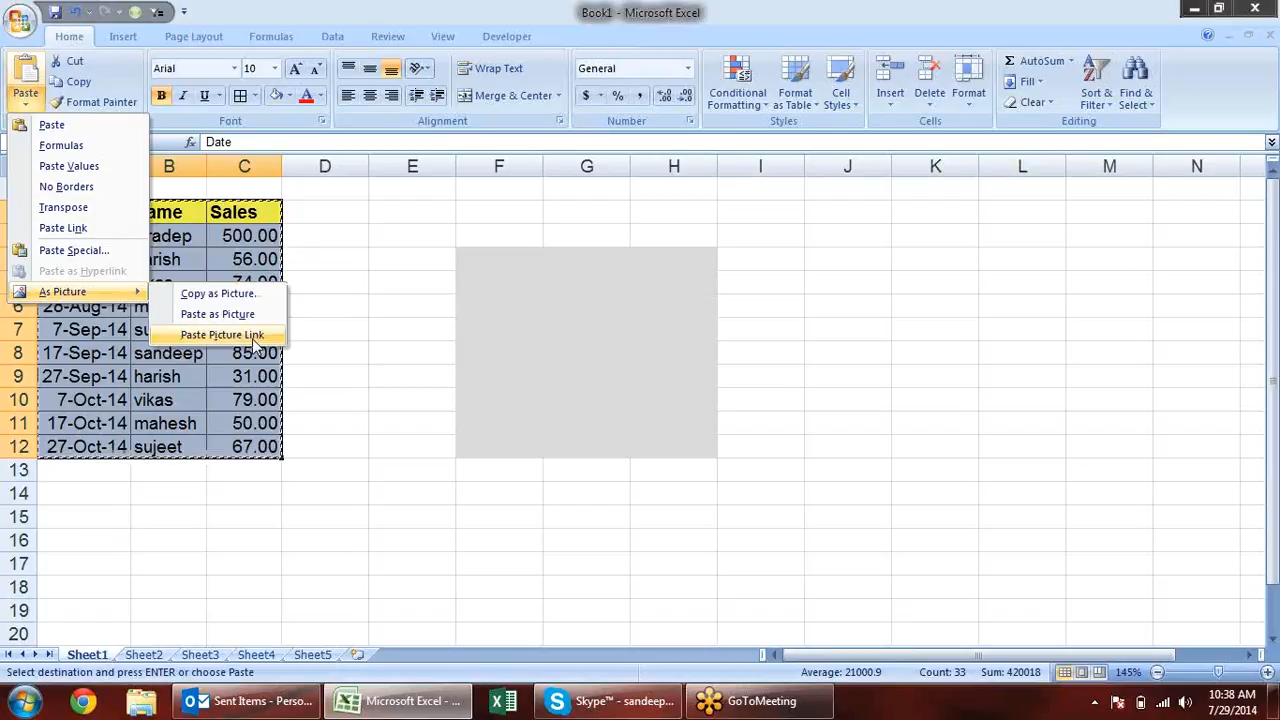 Book1 - Microsoft Excel
Home Insert Page Layout Formulas Data Review View Developer
Cut
Copy
Format Painter
Paste
Arial 10
Font
Wrap Text
Merge & Center
Alignment
General
$ % ,
Number
Conditional Formatting
Format as Table
Cell Styles
Styles
Insert Delete Format
Cells
Σ AutoSum
Fill
Clear
Sort & Filter
Find & Select
Editing
Paste
Formulas
Paste Values
No Borders
Transpose
Paste Link
Paste Special...
Paste as Hyperlink
As Picture
Copy as Picture...
Paste as Picture
Paste Picture Link
fx Date
B C D E F G H I J K L M N
ame Sales
radep 500.00
arish 56.00
6 28-Aug-14
7 7-Sep-14 su
8 17-Sep-14 sandeep 85.00
9 27-Sep-14 harish 31.00
10 7-Oct-14 vikas 79.00
11 17-Oct-14 mahesh 50.00
12 27-Oct-14 sujeet 67.00
13
14
15
16
17
18
19
20
Sheet1 Sheet2 Sheet3 Sheet4 Sheet5
Select destination and press ENTER or choose Paste Average: 21000.9 Count: 33 Sum: 420018 145%
Sent Items - Perso... Microsoft Excel - ... Skype™ - sandeep... GoToMeeting
10:38 AM
7/29/2014